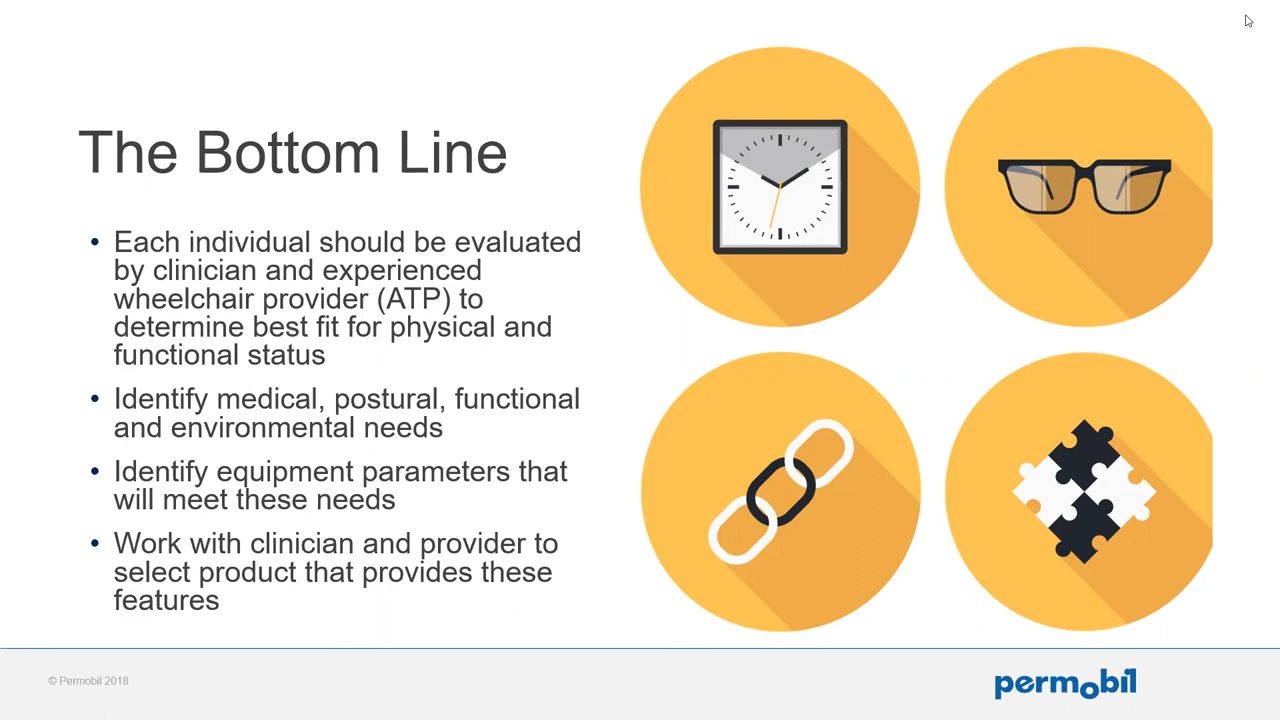 The Bottom Line
• Each individual should be evaluated
by clinician and experienced
wheelchair provider (ATP) to
determine best fit for physical and
functional status
• Identify medical, postural, functional
and environmental needs
• Identify equipment parameters that
will meet these needs
• Work with clinician and provider to
select product that provides these
features
© Permobil 2018
permobil